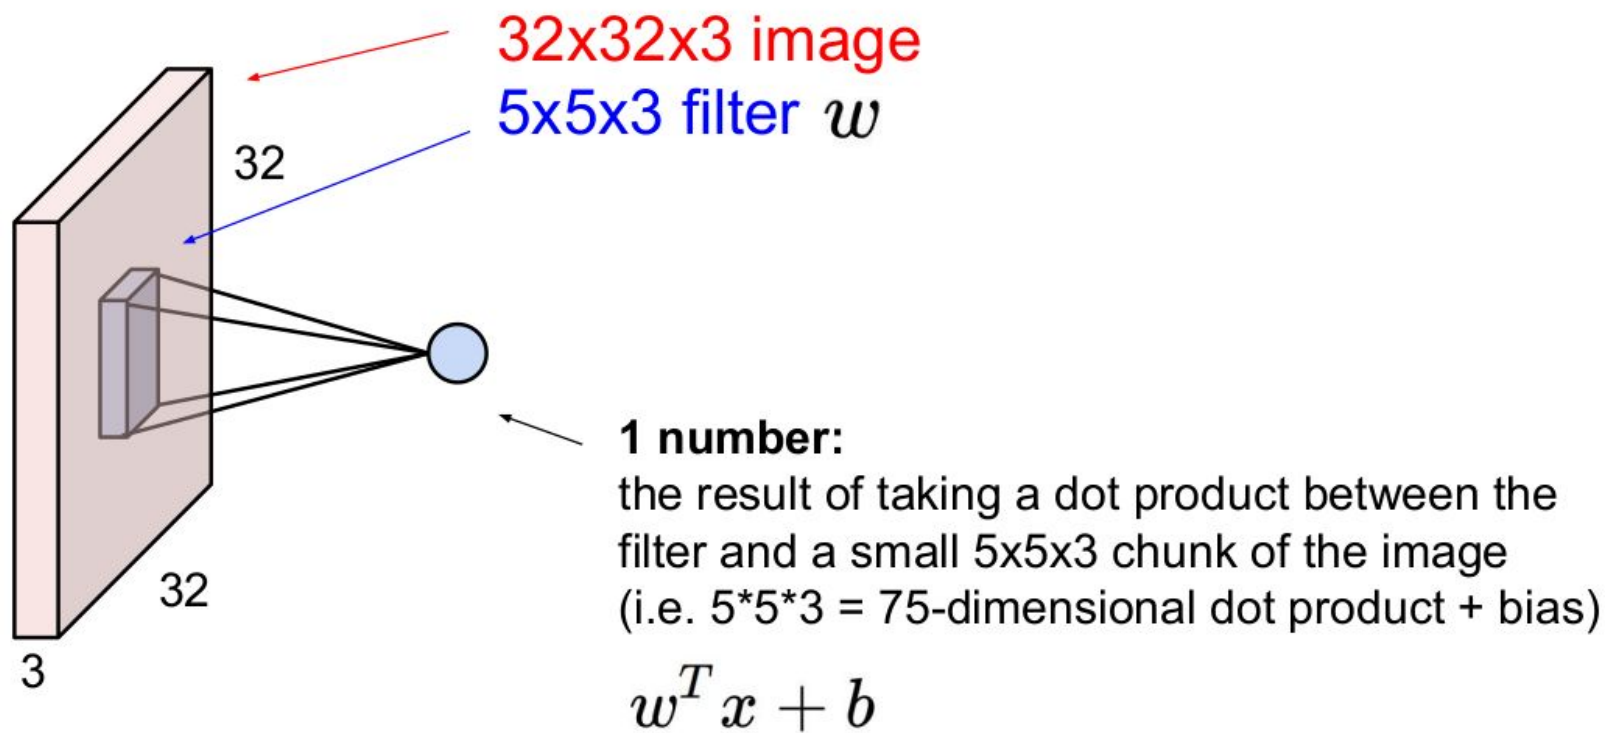 32x32x3 image
5x5x3 filter w
32
32
3
1 number:
the result of taking a dot product between the
filter and a small 5x5x3 chunk of the image
(i.e. 5*5*3 = 75-dimensional dot product + bias)
w^T x + b